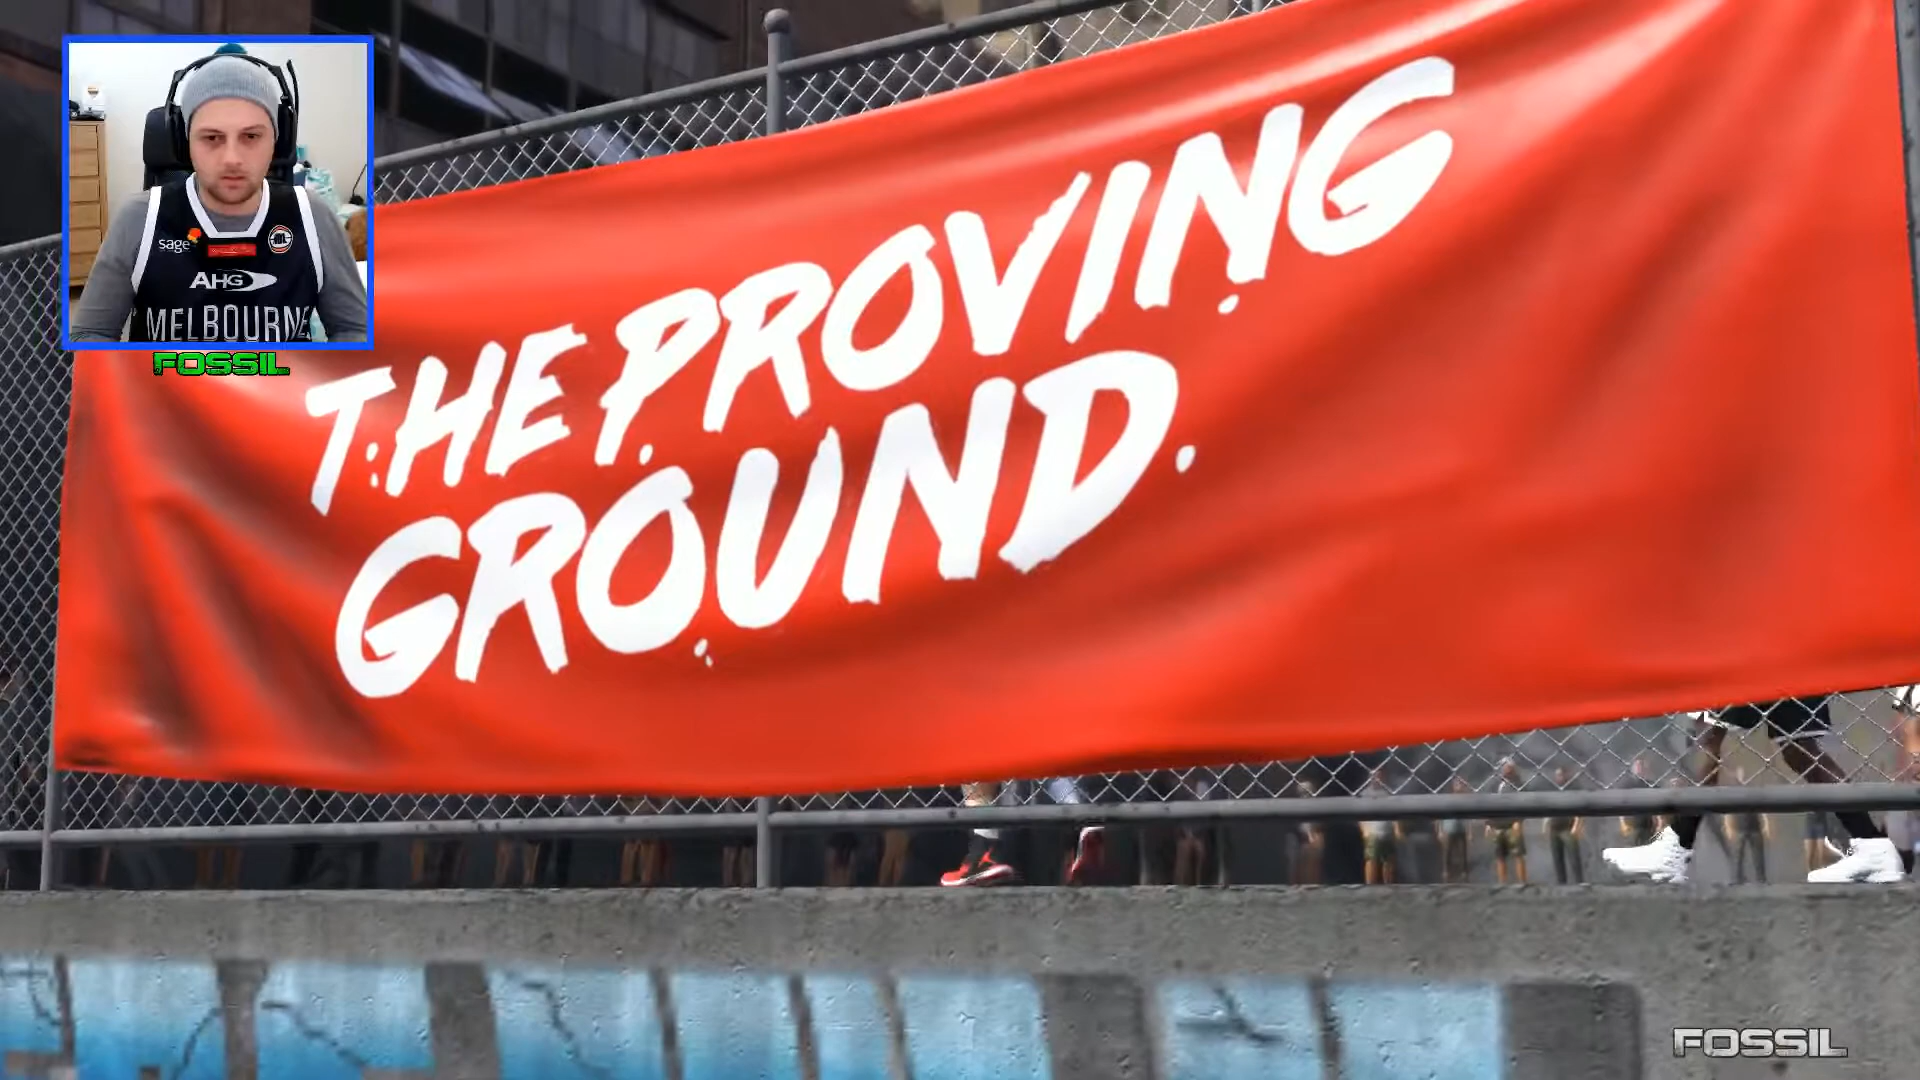 sage
AHG
MELBOURNE
FOSSIL
THE PROVING
GROUND.
FOSSIL